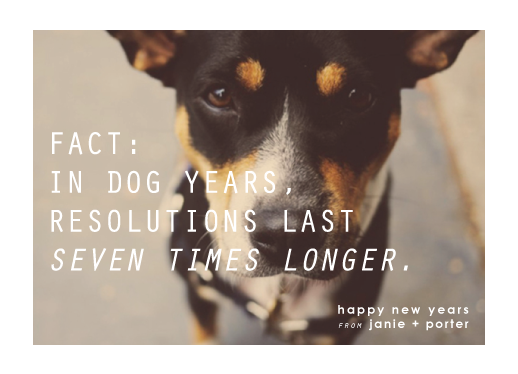 FACT:
IN DOG YEARS,
RESOLUTIONS LAST
SEVEN TIMES LONGER.
happy new years
FROM janie + porter